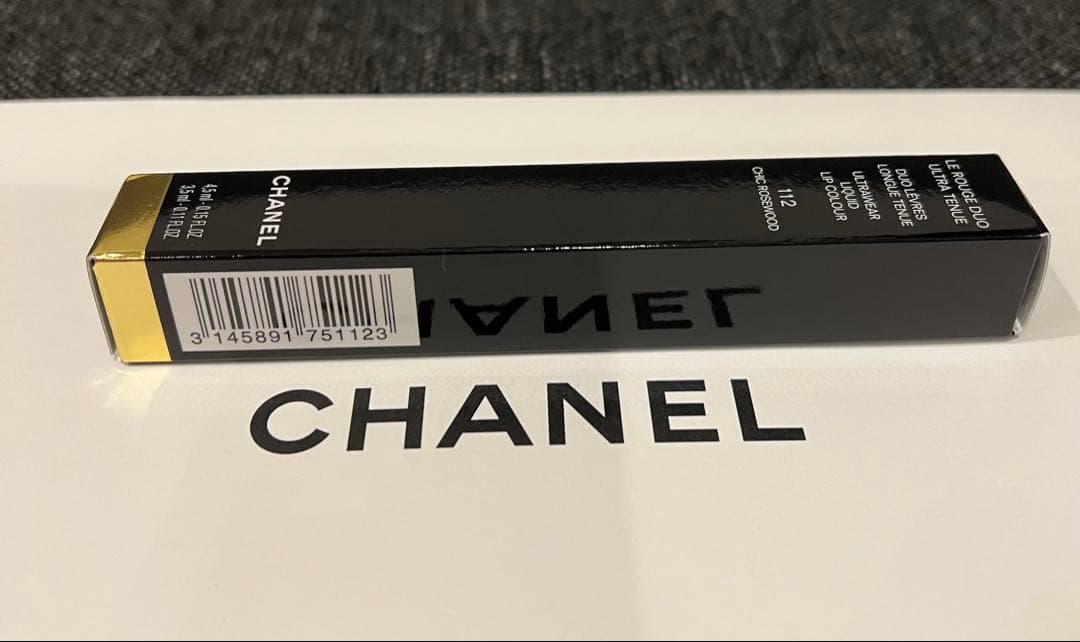 LE ROUGE DUO
ULTRA TENUE
DUO LÈVRES
LONGUE TENUE
ULTRAWEAR
LIQUID
LIP COLOUR
112
CHIC ROSEWOOD
CHANEL
4.5 ml - 0.15 FL.OZ.
3.5 ml - 0.11 FL.OZ.
3 145891 751123
ANEL
CHANEL